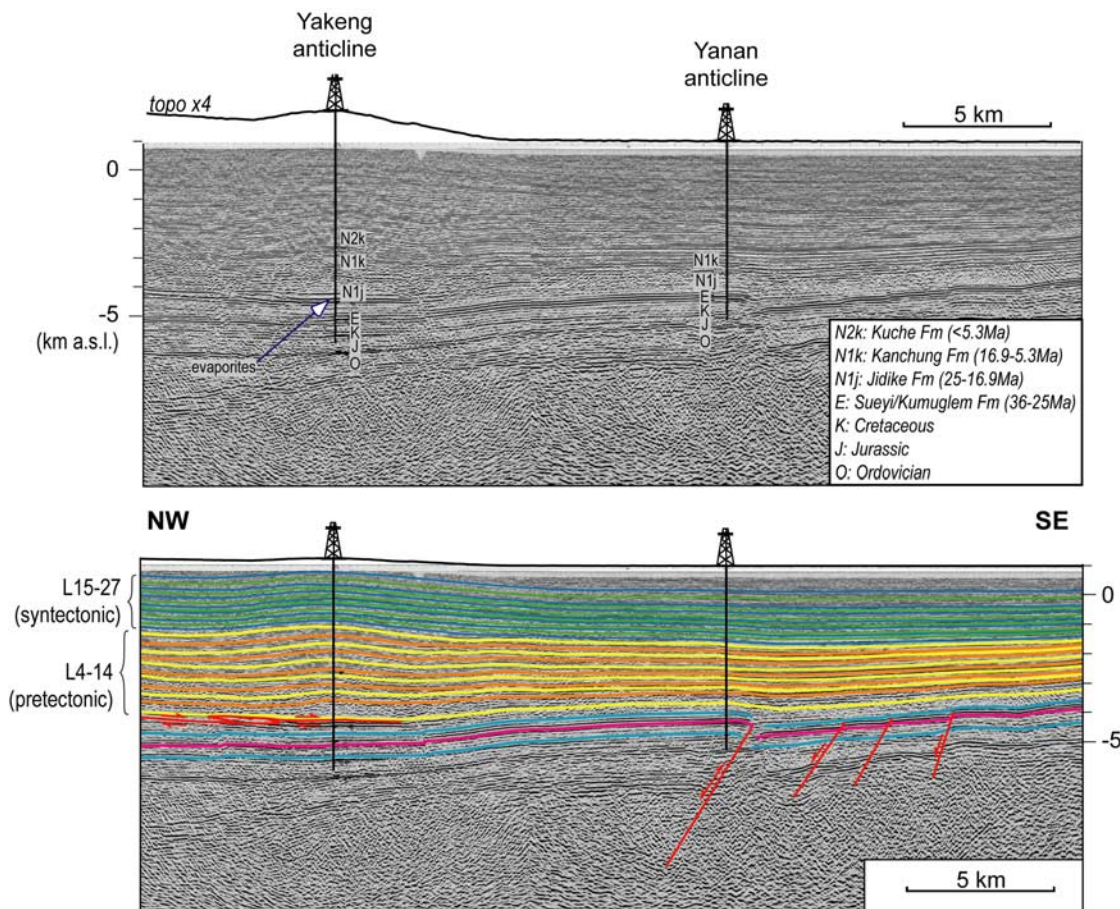 Yakeng
anticline
Yanan
anticline
topo x4
5 km
0
N2k
N1k
N1k
N1j
N1j
E
K
J
O
-5
(km a.s.l.)
E
K
J
O
evaporites
N2k: Kuche Fm (<5.3Ma)
N1k: Kanchung Fm (16.9-5.3Ma)
N1j: Jidike Fm (25-16.9Ma)
E: Sueyi/Kumuglem Fm (36-25Ma)
K: Cretaceous
J: Jurassic
O: Ordovician
NW
SE
L15-27
(syntectonic)
0
L4-14
(pretectonic)
-5
5 km